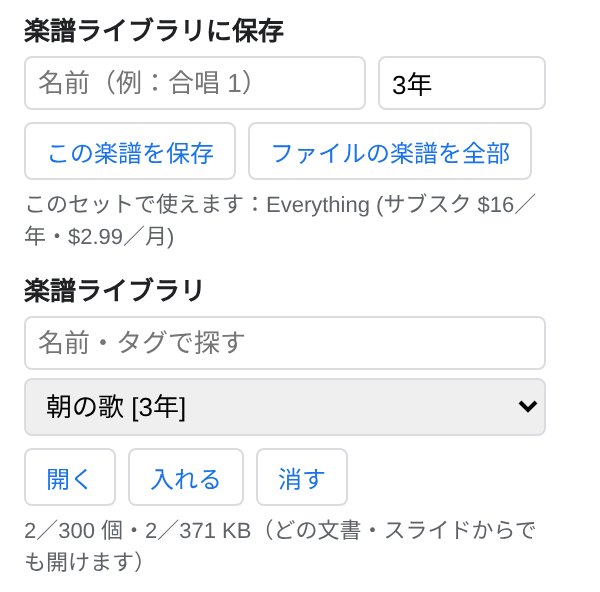 楽譜ライブラリに保存
名前（例：合唱 1）
3年
この楽譜を保存
ファイルの楽譜を全部
このセットで使えます：Everything (サブスク $16／
年・$2.99／月)
楽譜ライブラリ
名前・タグで探す
朝の歌 [3年]
開く
入れる
消す
2／300 個・2／371 KB（どの文書・スライドからで
も開けます）